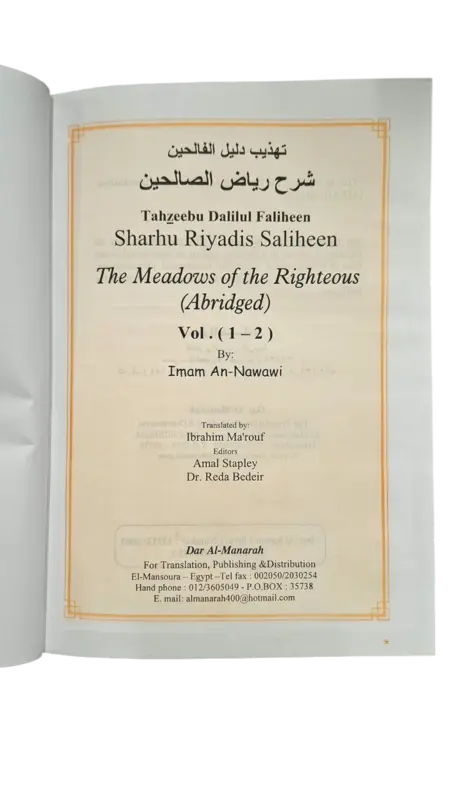 تهذيب دليل الفالحين
شرح رياض الصالحين
Tahzeebu Dalilul Faliheen
Sharhu Riyadis Saliheen
The Meadows of the Righteous
(Abridged)
Vol . ( 1 – 2 )
By:
Imam An-Nawawi
Translated by:
Ibrahim Ma'rouf
Editors
Amal Stapley
Dr. Reda Bedeir
Dar Al-Manarah
For Translation, Publishing &Distribution
El-Mansoura – Egypt –Tel fax : 002050/2030254
Hand phone : 012/3605049 - P.O.BOX : 35738
E. mail: almanarah400@hotmail.com